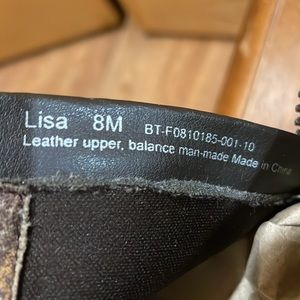 Lisa 8M BT-F0810185-001-10
Leather upper, balance man-made Made in China